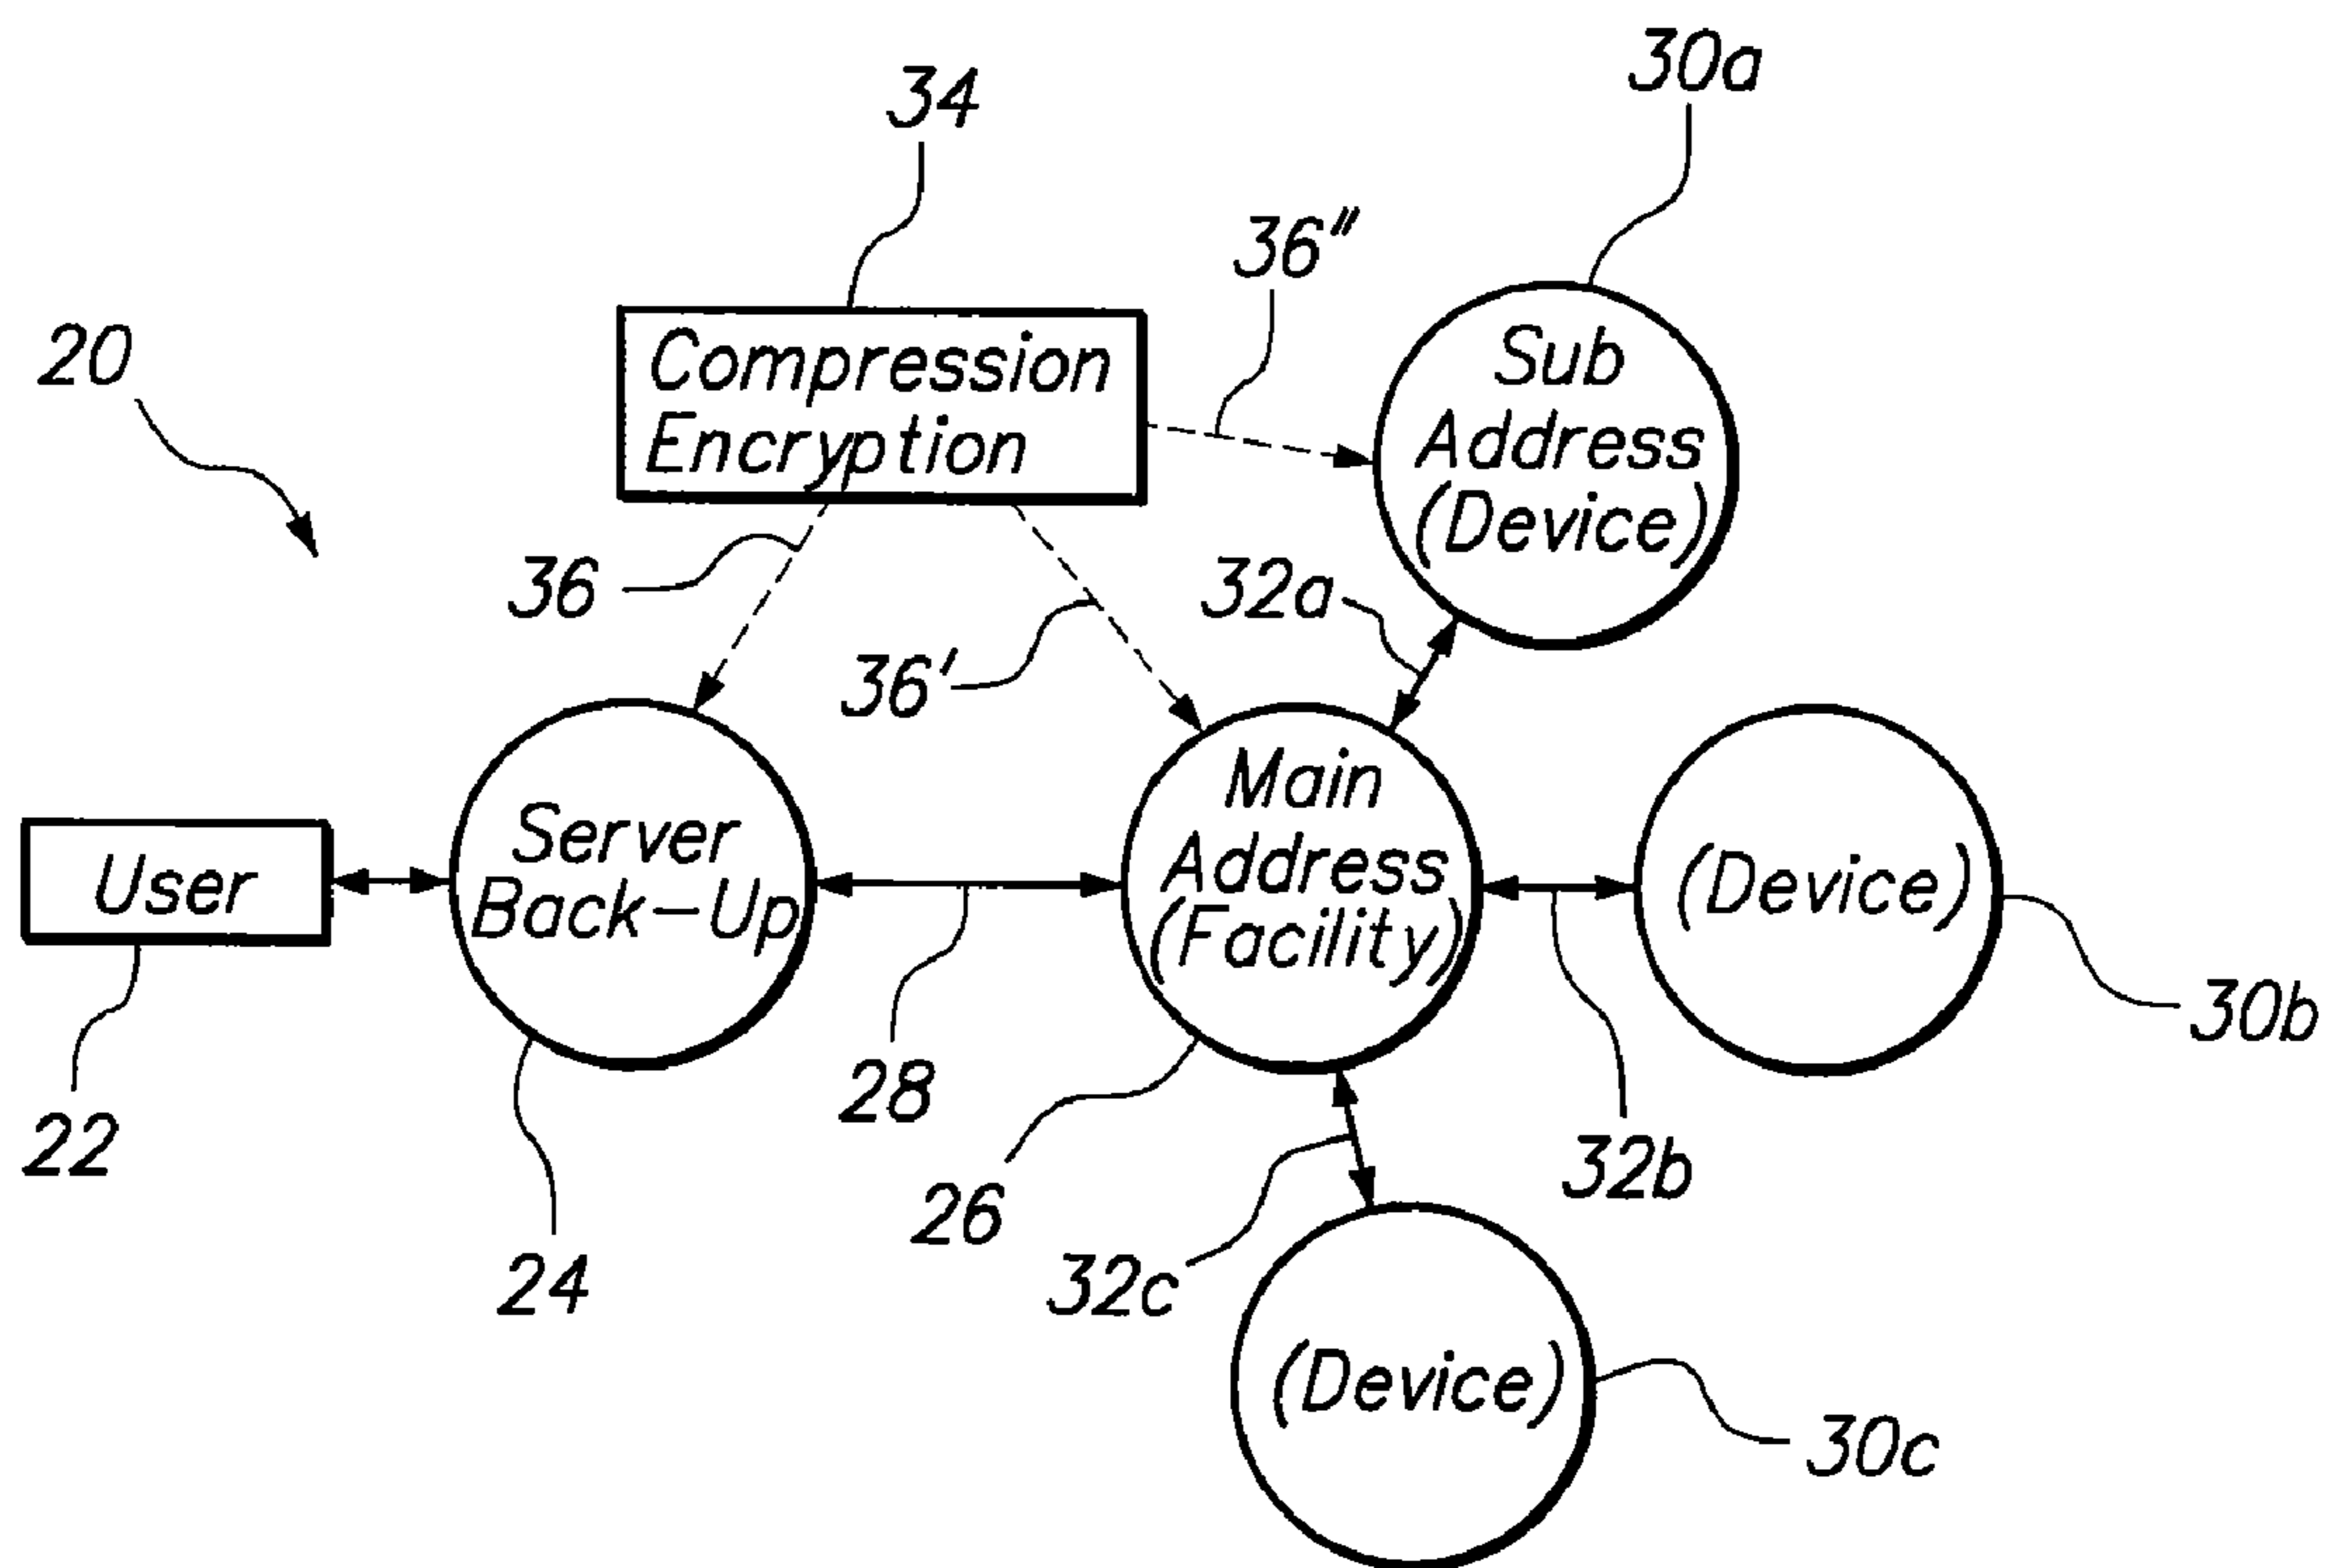 30a
34
36"
20
Compression
Encryption
Sub
Address
(Device)
36
32a
36'
Main
Address
(Facility)
Server
Back-Up
User
(Device)
30b
28
22
32b
26
24
32c
(Device)
30c